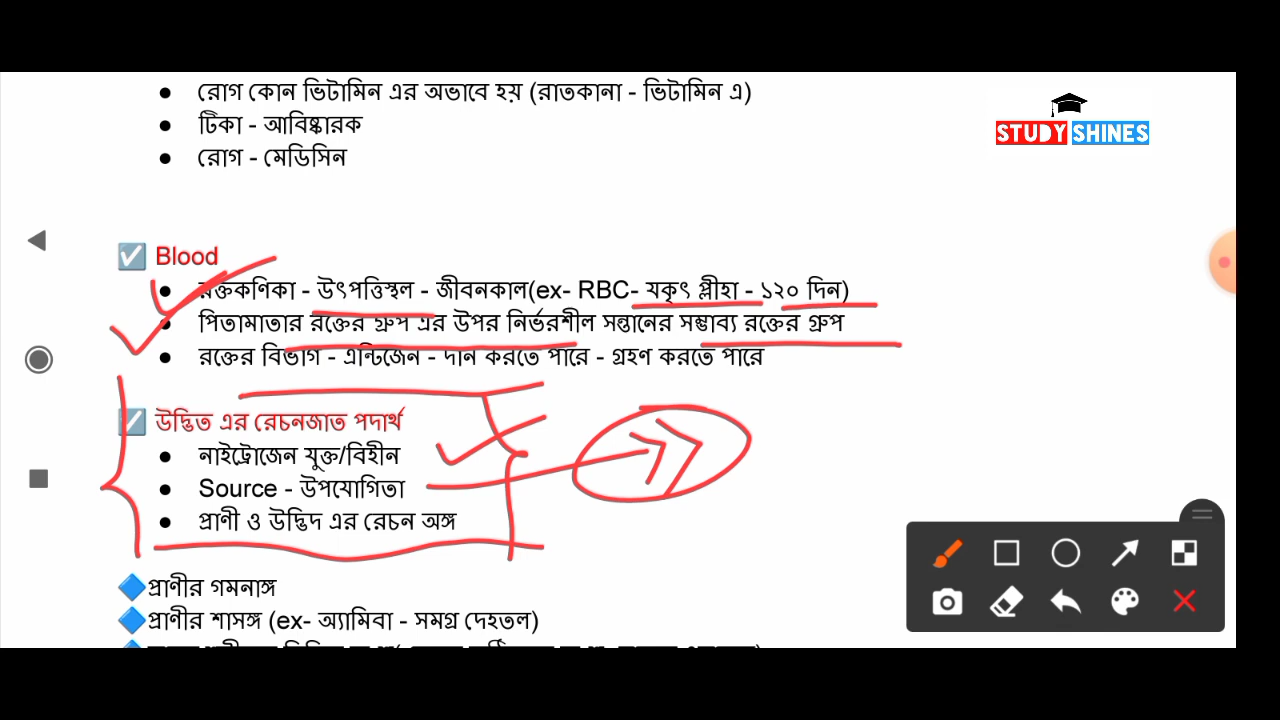 রোগ কোন ভিটামিন এর অভাবে হয় (রাতকানা - ভিটামিন এ)
টিকা - আবিষ্কারক
রোগ - মেডিসিন
STUDY SHINES
Blood
রক্তকণিকা - উৎপত্তিস্থল - জীবনকাল(ex- RBC- যকৃৎ প্লীহা - ১২০ দিন)
পিতামাতার রক্তের গ্রুপ এর উপর নির্ভরশীল সন্তানের সম্ভাব্য রক্তের গ্রুপ
রক্তের বিভাগ - এন্টিজেন - দান করতে পারে - গ্রহণ করতে পারে
উদ্ভিত এর রেচনজাত পদার্থ
নাইট্রোজেন যুক্ত/বিহীন
Source - উপযোগিতা
প্রাণী ও উদ্ভিদ এর রেচন অঙ্গ
প্রাণীর গমনাঙ্গ
প্রাণীর শাসঙ্গ (ex- অ্যামিবা - সমগ্র দেহতল)